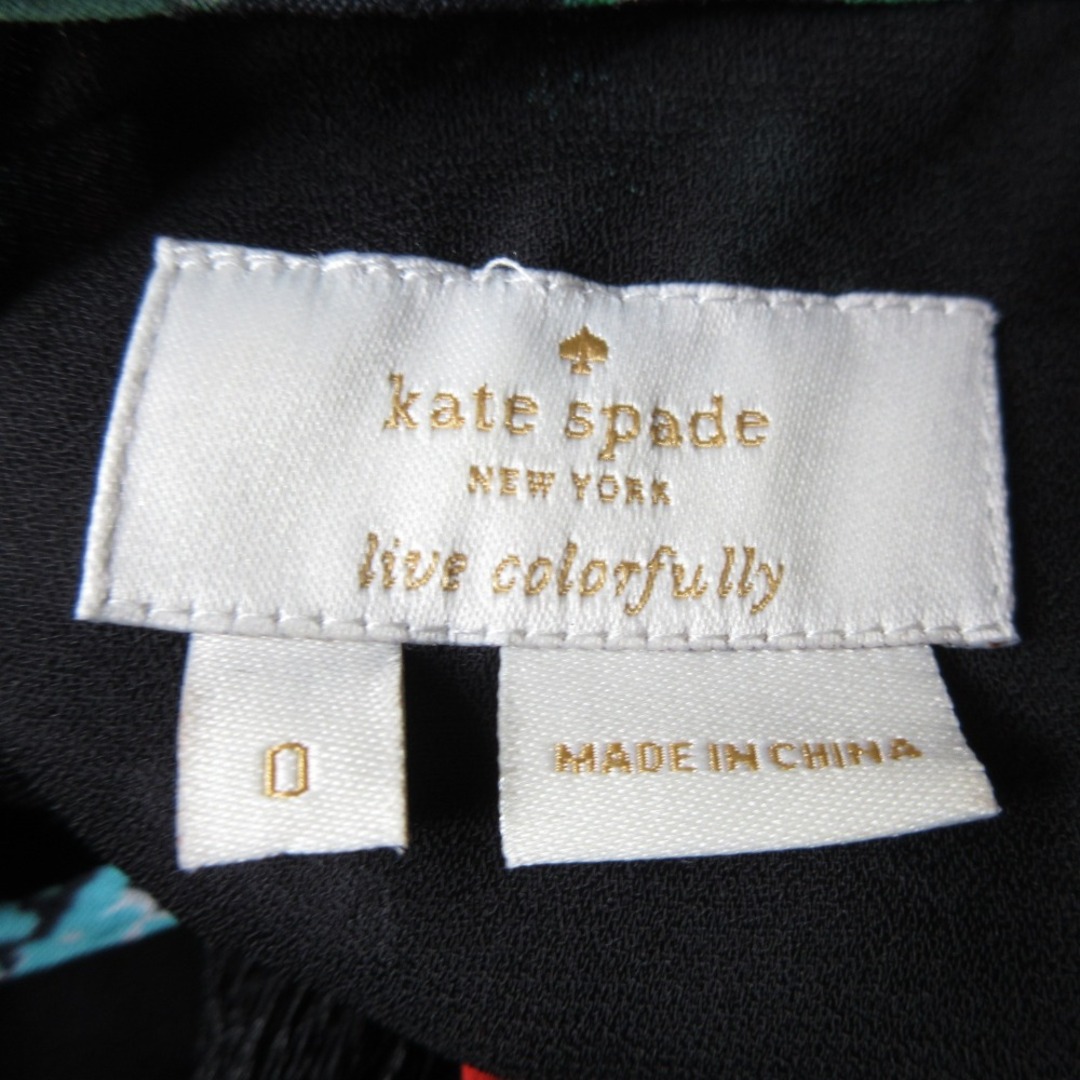 kate spade
NEW YORK
live colorfully
0
MADE IN CHINA